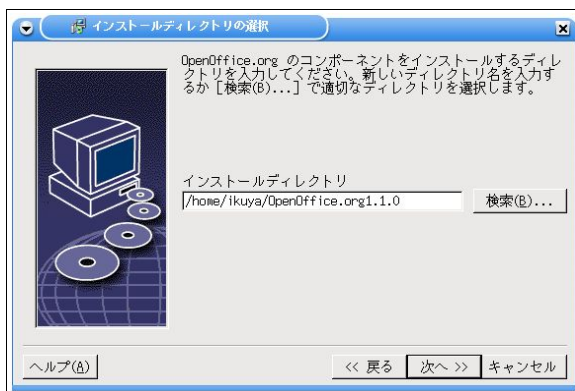 インストールディレクトリの選択
OpenOffice.org のコンポーネントをインストールするディレ
クトリを入力してください。新しいディレクトリ名を入力す
るか [検索(B)...] で適切なディレクトリを選択します。
インストールディレクトリ
/home/ikuya/OpenOffice.org1.1.0
検索(B)...
ヘルプ(A)
<< 戻る
次へ >>
キャンセル